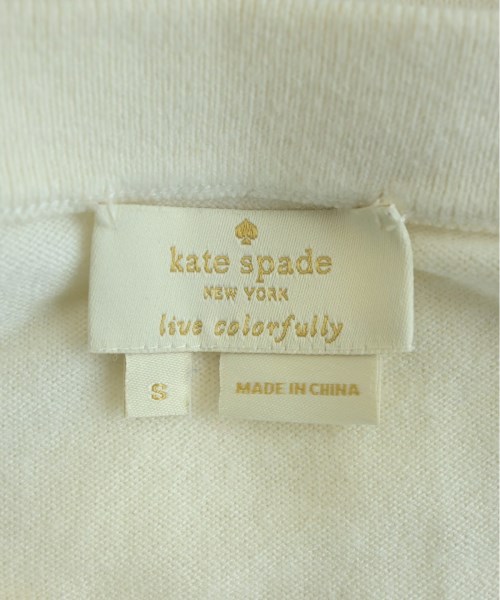 kate spade
NEW YORK
live colorfully
S
MADE IN CHINA